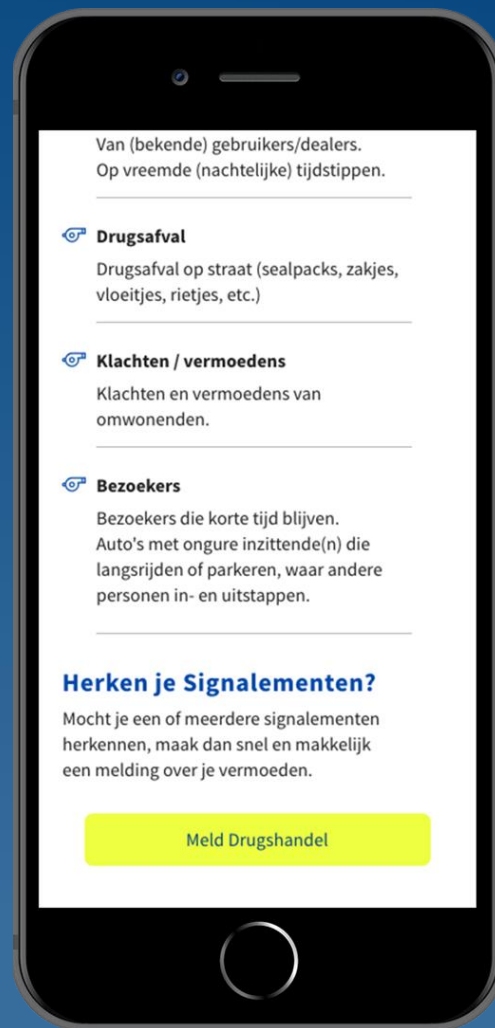 Van (bekende) gebruikers/dealers.
Op vreemde (nachtelijke) tijdstippen.
Drugsafval
Drugsafval op straat (sealpacks, zakjes,
vloeitjes, rietjes, etc.)
Klachten / vermoedens
Klachten en vermoedens van
omwonenden.
Bezoekers
Bezoekers die korte tijd blijven.
Auto's met ongure inzittende(n) die
langsrijden of parkeren, waar andere
personen in- en uitstappen.
Herken je Signalementen?
Mocht je een of meerdere signalementen
herkennen, maak dan snel en makkelijk
een melding over je vermoeden.
Meld Drugshandel